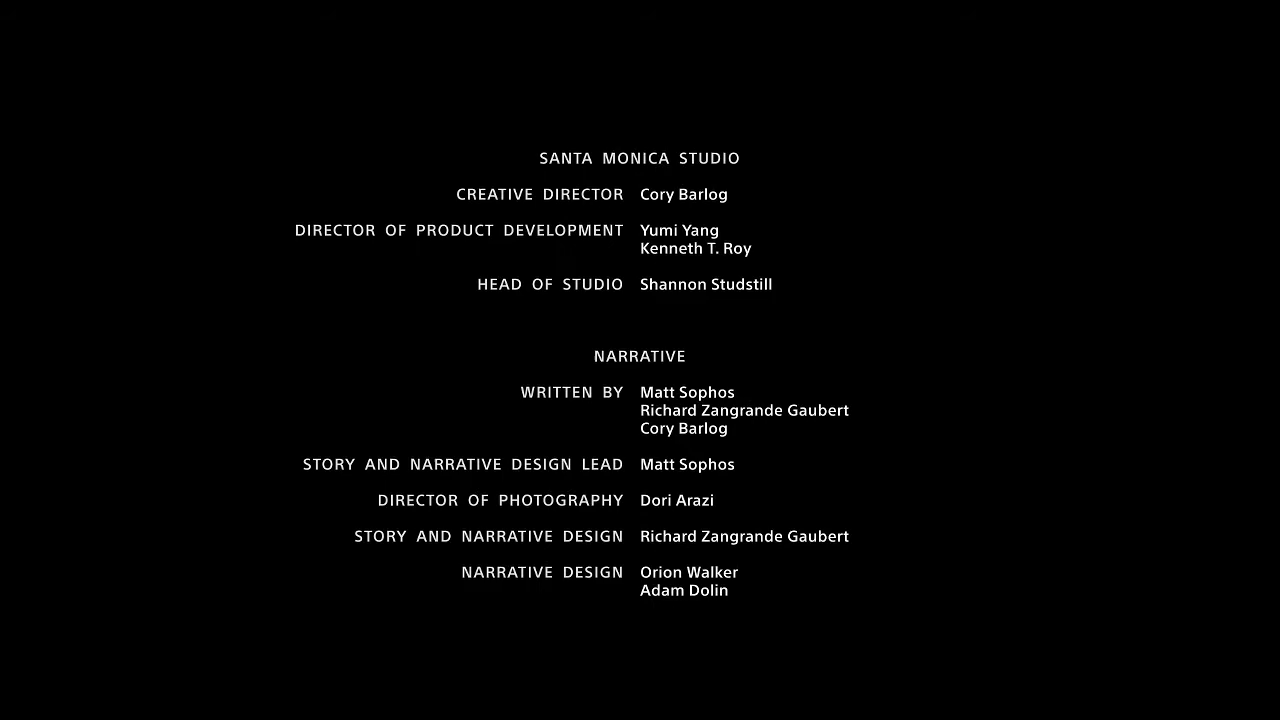 SANTA MONICA STUDIO
CREATIVE DIRECTOR Cory Barlog
DIRECTOR OF PRODUCT DEVELOPMENT Yumi Yang
Kenneth T. Roy
HEAD OF STUDIO Shannon Studstill
NARRATIVE
WRITTEN BY Matt Sophos
Richard Zangrande Gaubert
Cory Barlog
STORY AND NARRATIVE DESIGN LEAD Matt Sophos
DIRECTOR OF PHOTOGRAPHY Dori Arazi
STORY AND NARRATIVE DESIGN Richard Zangrande Gaubert
NARRATIVE DESIGN Orion Walker
Adam Dolin